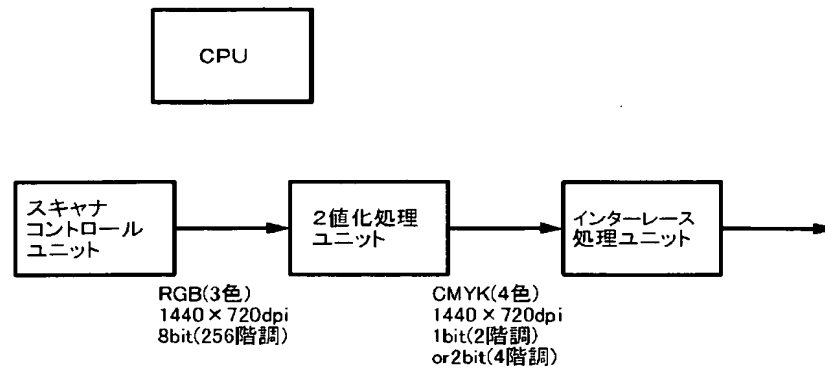 CPU
スキャナ
コントロール
ユニット
2値化処理
ユニット
インターレース
処理ユニット
RGB(3色)
1440×720dpi
8bit(256階調)
CMYK(4色)
1440×720dpi
1bit(2階調)
or2bit(4階調)